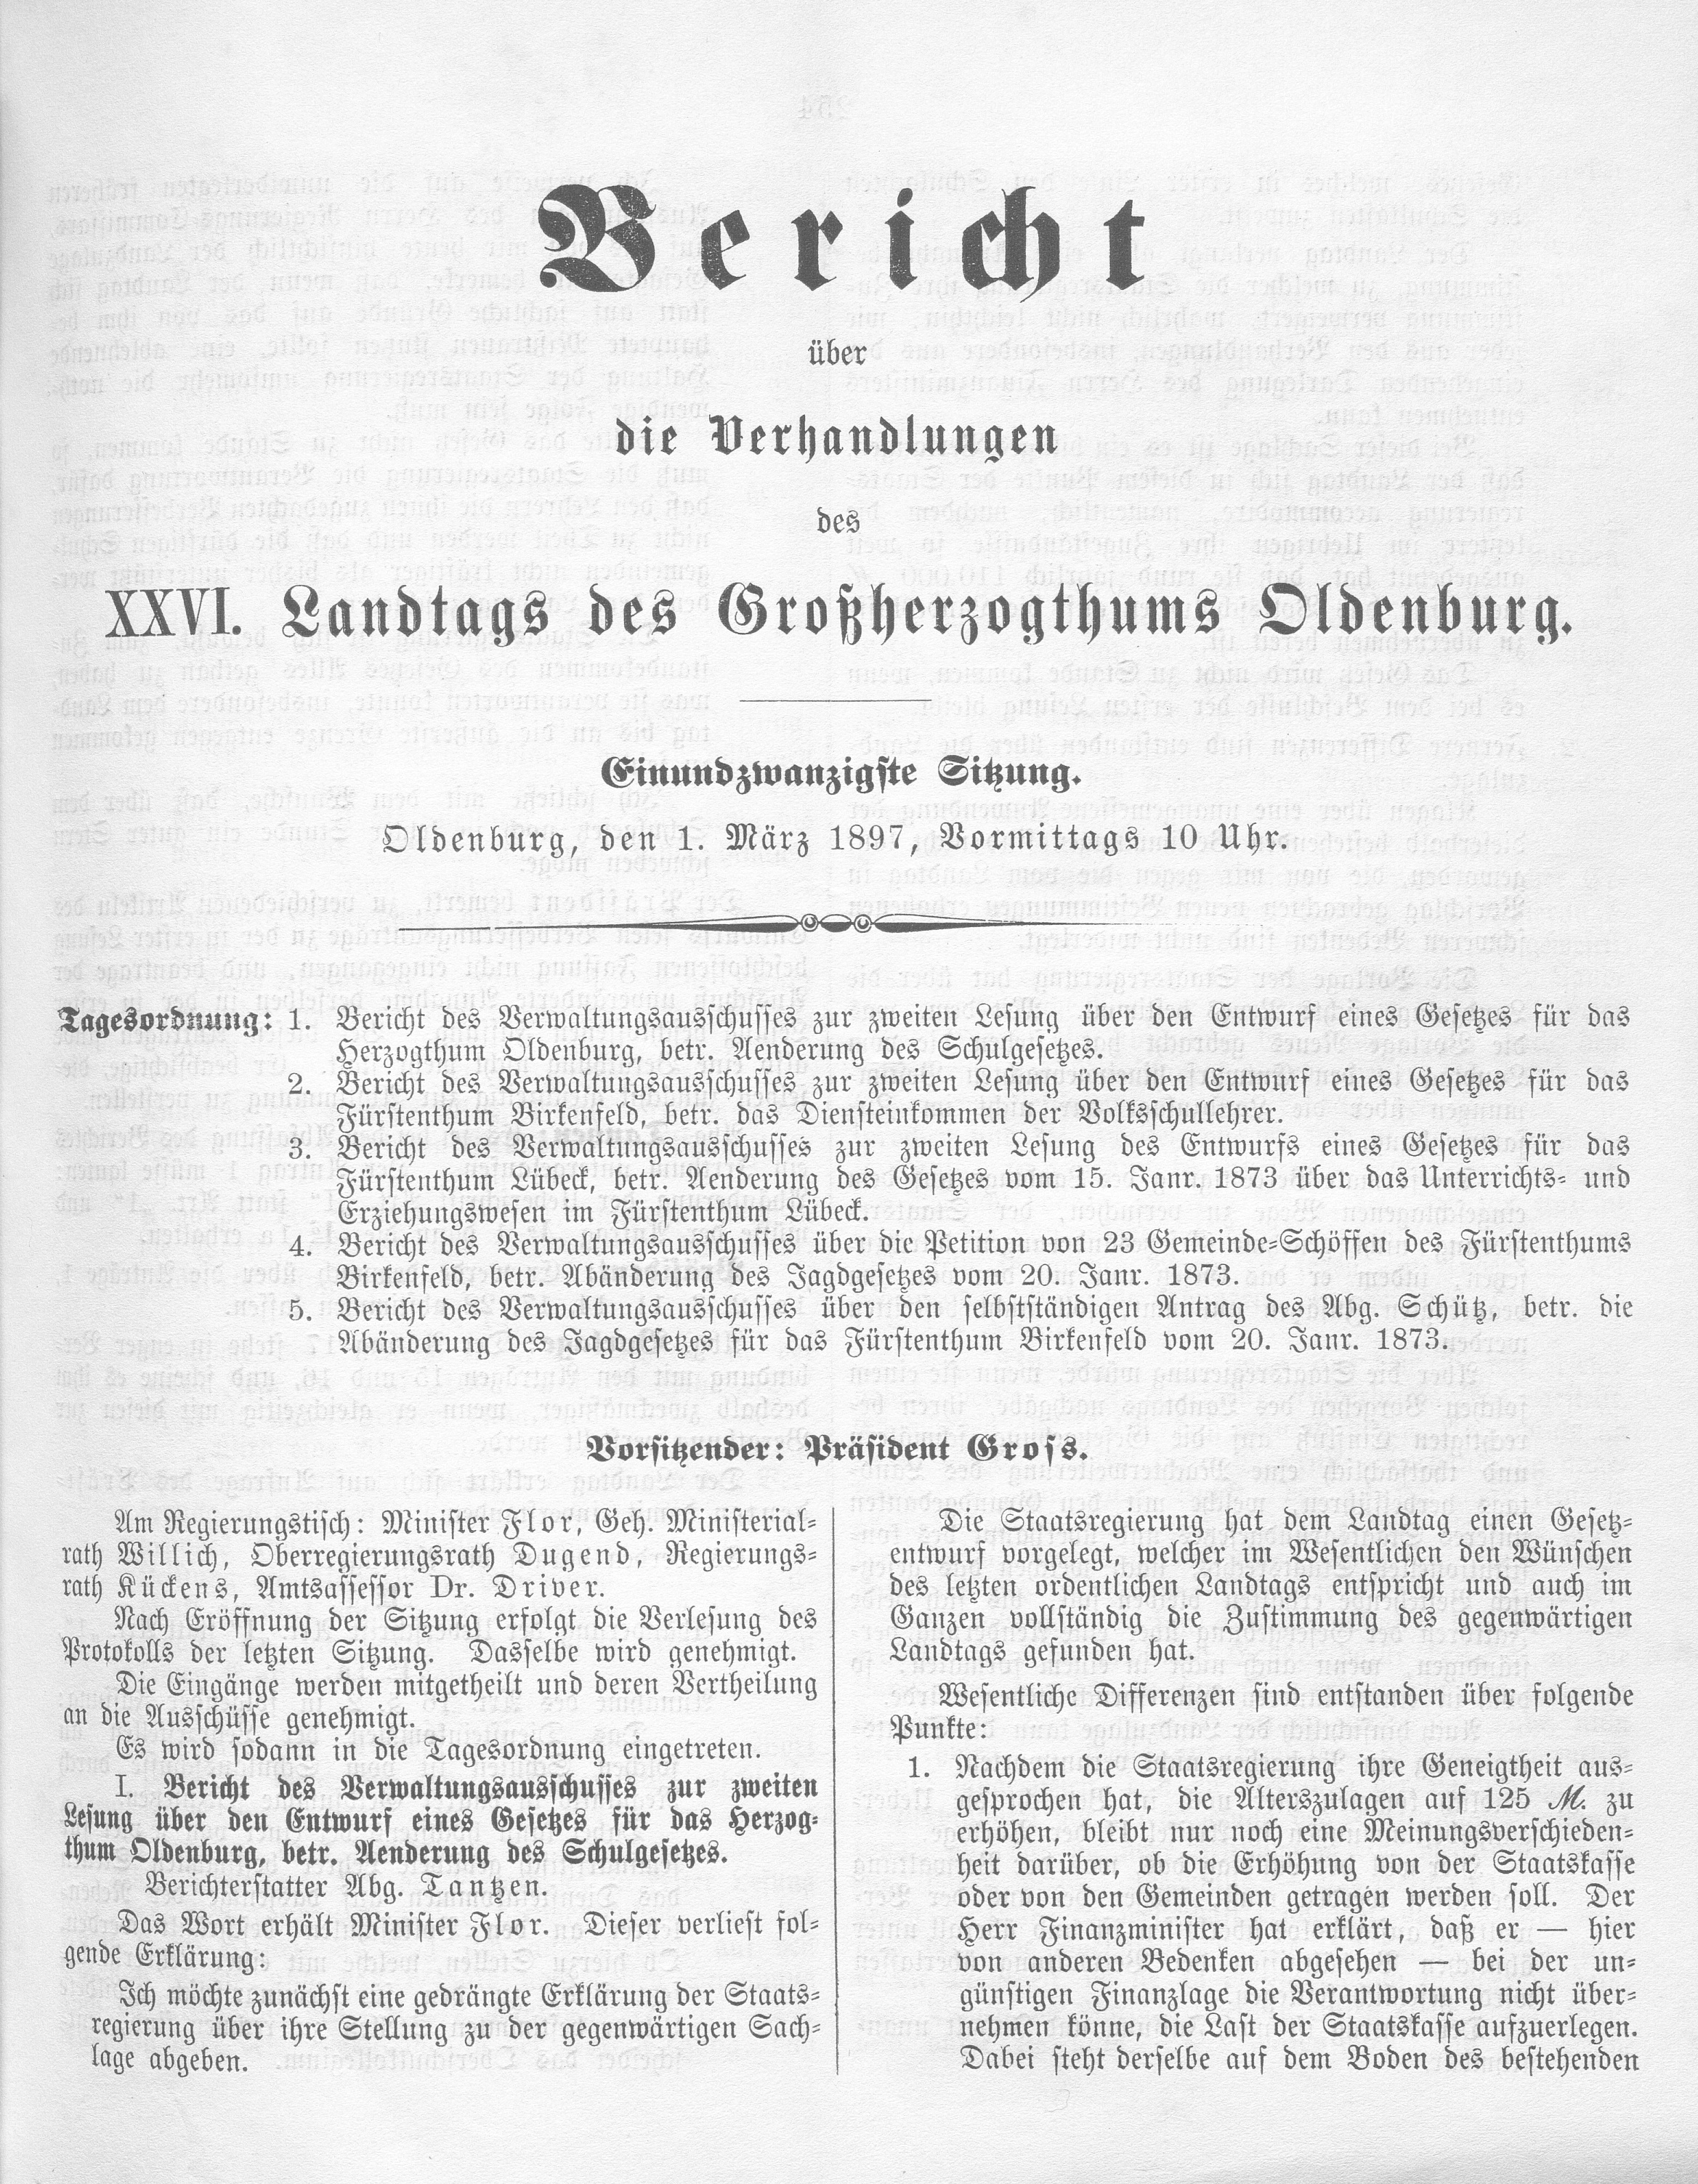 Bericht
über
die Verhandlungen
des
XXVI. Landtags des Großherzogthums Oldenburg.
Einundzwanzigste Sitzung.
Oldenburg, den 1. März 1897, Vormittags 10 Uhr.
Tagesordnung: 1. Bericht des Verwaltungsausschusses zur zweiten Lesung über den Entwurf eines Gesetzes für das
Herzogthum Oldenburg, betr. Aenderung des Schulgesetzes.
2. Bericht des Verwaltungsausschusses zur zweiten Lesung über den Entwurf eines Gesetzes für das
Fürstenthum Birkenfeld, betr. das Diensteinkommen der Volksschullehrer.
3. Bericht des Verwaltungsausschusses zur zweiten Lesung des Entwurfs eines Gesetzes für das
Fürstenthum Lübeck, betr. Aenderung des Gesetzes vom 15. Janr. 1873 über das Unterrichts- und
Erziehungswesen im Fürstenthum Lübeck.
4. Bericht des Verwaltungsausschusses über die Petition von 23 Gemeinde-Schöffen des Fürstenthums
Birkenfeld, betr. Abänderung des Jagdgesetzes vom 20. Janr. 1873.
5. Bericht des Verwaltungsausschusses über den selbstständigen Antrag des Abg. Schütz, betr. die
Abänderung des Jagdgesetzes für das Fürstenthum Birkenfeld vom 20. Janr. 1873.
Vorsitzender: Präsident Gross.
Am Regierungstisch: Minister Flor, Geh. Ministerial-
rath Willich, Oberregierungsrath Dugend, Regierungs-
rath Kückens, Amtsassessor Dr. Driver.
Nach Eröffnung der Sitzung erfolgt die Verlesung des
Protokolls der letzten Sitzung. Dasselbe wird genehmigt.
Die Eingänge werden mitgetheilt und deren Vertheilung
an die Ausschüsse genehmigt.
Es wird sodann in die Tagesordnung eingetreten.
I. Bericht des Verwaltungsausschusses zur zweiten
Lesung über den Entwurf eines Gesetzes für das Herzog-
thum Oldenburg, betr. Aenderung des Schulgesetzes.
Berichterstatter Abg. Tantzen.
Das Wort erhält Minister Flor. Dieser verliest fol-
gende Erklärung:
Ich möchte zunächst eine gedrängte Erklärung der Staats-
regierung über ihre Stellung zu der gegenwärtigen Sach-
lage abgeben.
Die Staatsregierung hat dem Landtag einen Gesetz-
entwurf vorgelegt, welcher im Wesentlichen den Wünschen
des letzten ordentlichen Landtags entspricht und auch im
Ganzen vollständig die Zustimmung des gegenwärtigen
Landtags gefunden hat.
Wesentliche Differenzen sind entstanden über folgende
Punkte:
1. Nachdem die Staatsregierung ihre Geneigtheit aus-
gesprochen hat, die Alterszulagen auf 125 M. zu
erhöhen, bleibt nur noch eine Meinungsverschieden-
heit darüber, ob die Erhöhung von der Staatskasse
oder von den Gemeinden getragen werden soll. Der
Herr Finanzminister hat erklärt, daß er — hier
von anderen Bedenken abgesehen — bei der un-
günstigen Finanzlage die Verantwortung nicht über-
nehmen könne, die Last der Staatskasse aufzuerlegen.
Dabei steht derselbe auf dem Boden des bestehenden